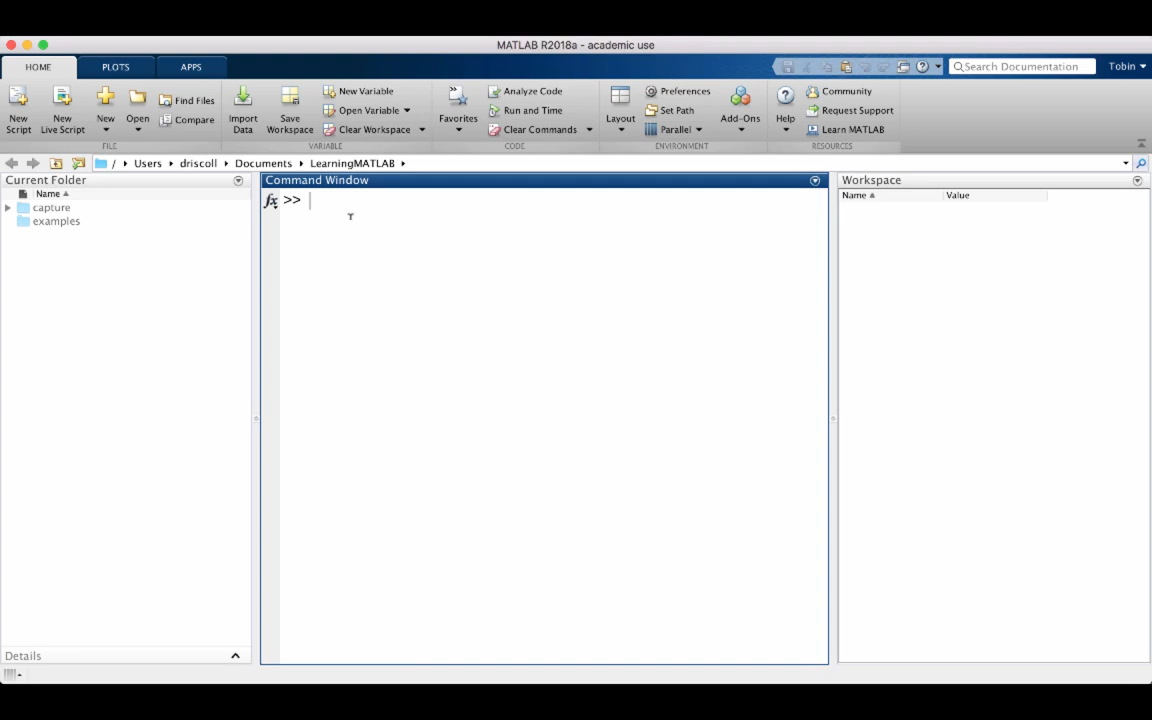 MATLAB R2018a - academic use
HOME PLOTS APPS Search Documentation Tobin
New Script New Live Script New Open Find Files Compare Import Data Save Workspace New Variable Open Variable Clear Workspace Favorites Analyze Code Run and Time Clear Commands Layout Preferences Set Path Parallel Add-Ons Help Community Request Support Learn MATLAB
FILE VARIABLE CODE ENVIRONMENT RESOURCES
/ Users driscoll Documents LearningMATLAB
Current Folder Command Window Workspace
Name Name Value
fx >>
capture
examples
Details